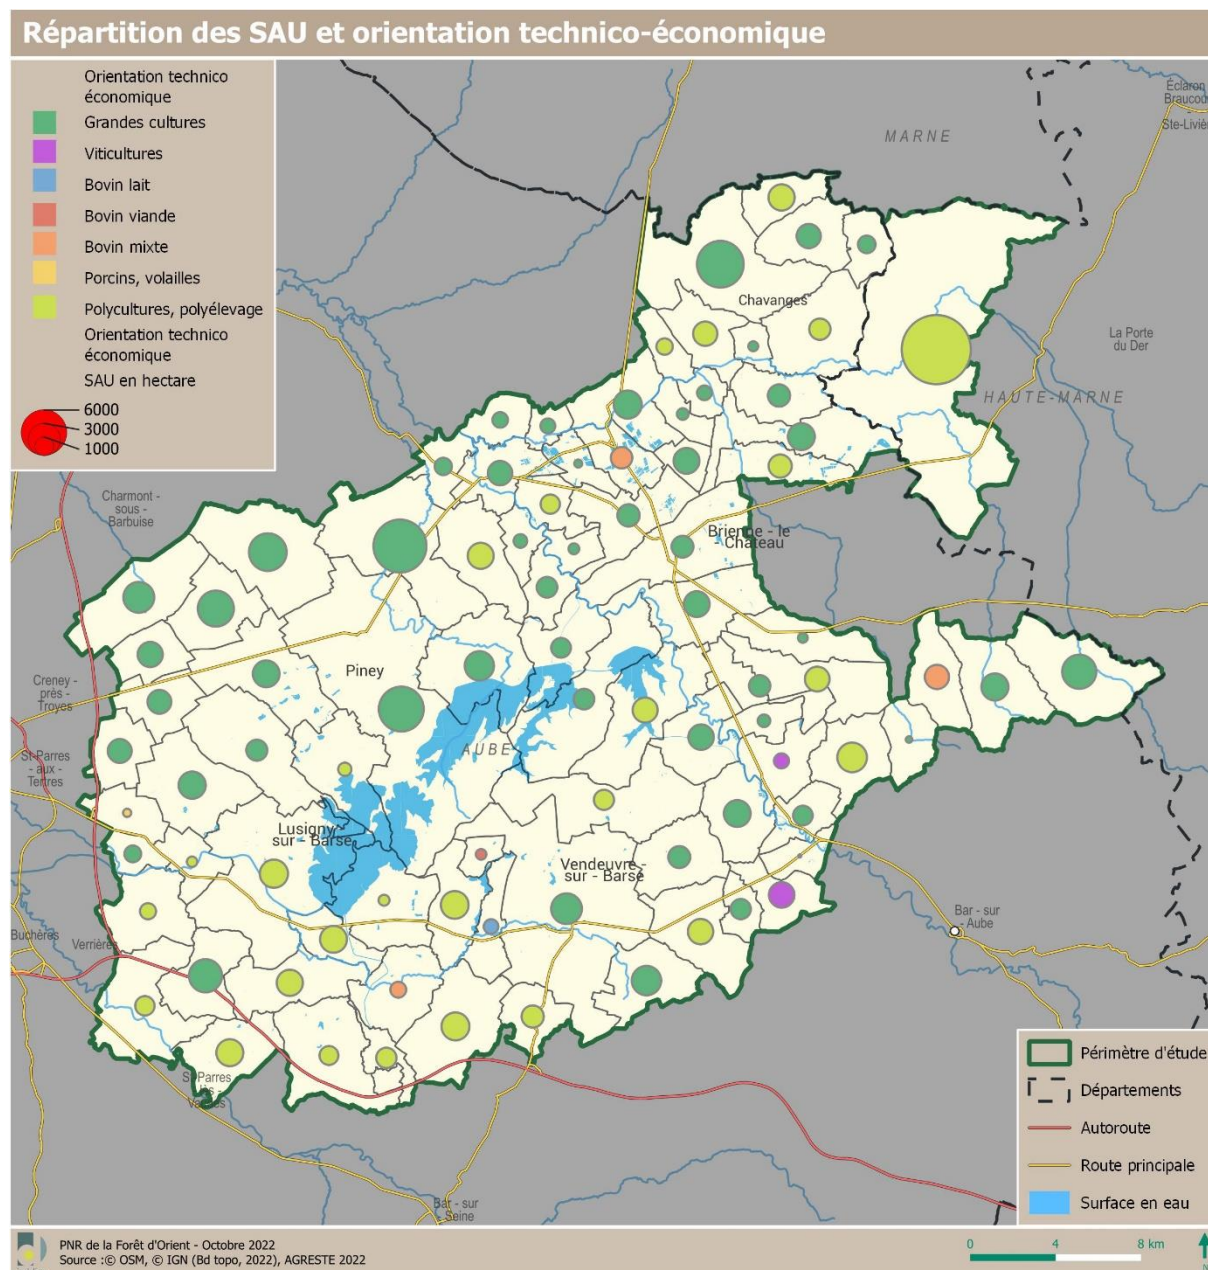 Répartition des SAU et orientation technico-économique
Orientation technico
économique
Grandes cultures
Viticultures
Bovin lait
Bovin viande
Bovin mixte
Porcins, volailles
Polycultures, polyélevage
Orientation technico
économique
SAU en hectare
6000
3000
1000
MARNE
Éclaron
Braucourt
-
Ste-Livière
Chavanges
La Porte
du Der
HAUTE-MARNE
Charmont -
sous -
Barbuise
Brienne - le
- Château
Piney
Creney -
près -
Troyes
AUBE
St-Parres
- aux -
Tertres
Lusigny -
sur - Barse
Vendeuvre -
sur - Barse
Buchères
Verrières
Bar - sur
- Aube
St-Parres
- lès -
Vaudes
Bar - sur
- Seine
Périmètre d'étude
Départements
Autoroute
Route principale
Surface en eau
PNR de la Forêt d'Orient - Octobre 2022
Source :© OSM, © IGN (Bd topo, 2022), AGRESTE 2022
0 4 8 km
N